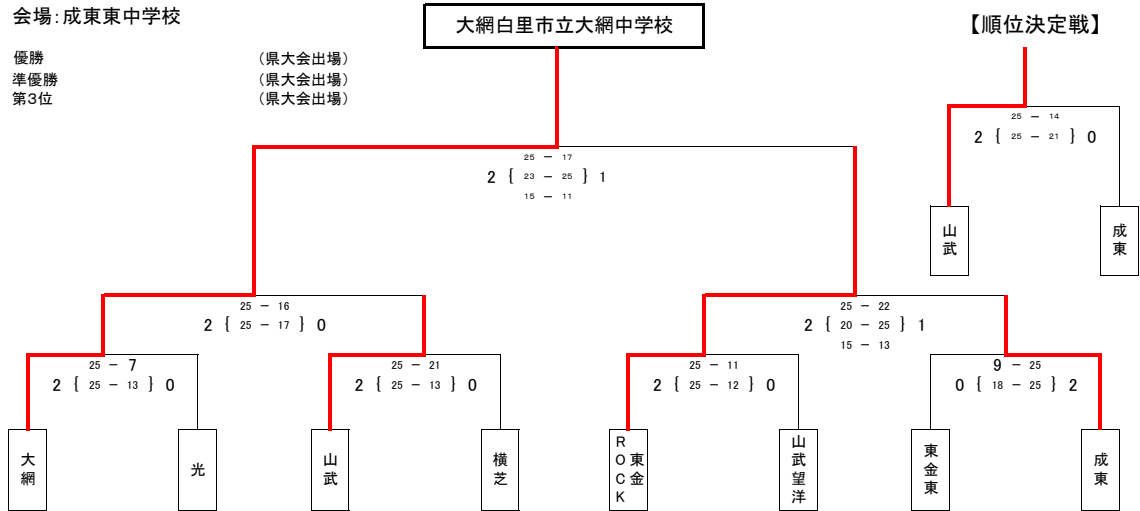 会場：成東東中学校
大網白里市立大網中学校
【順位決定戦】
優勝 （県大会出場）
準優勝 （県大会出場）
第3位 （県大会出場）
25 － 14
2 { 25 － 21 } 0
山武
成東
25 － 17
2 { 23 － 25 } 1
15 － 11
25 － 16
2 { 25 － 17 } 0
25 － 22
2 { 20 － 25 } 1
15 － 13
25 － 7
2 { 25 － 13 } 0
25 － 21
2 { 25 － 13 } 0
25 － 11
2 { 25 － 12 } 0
9 － 25
0 { 18 － 25 } 2
大網
光
山武
横芝
東金
ROCK
山武望洋
東金東
成東